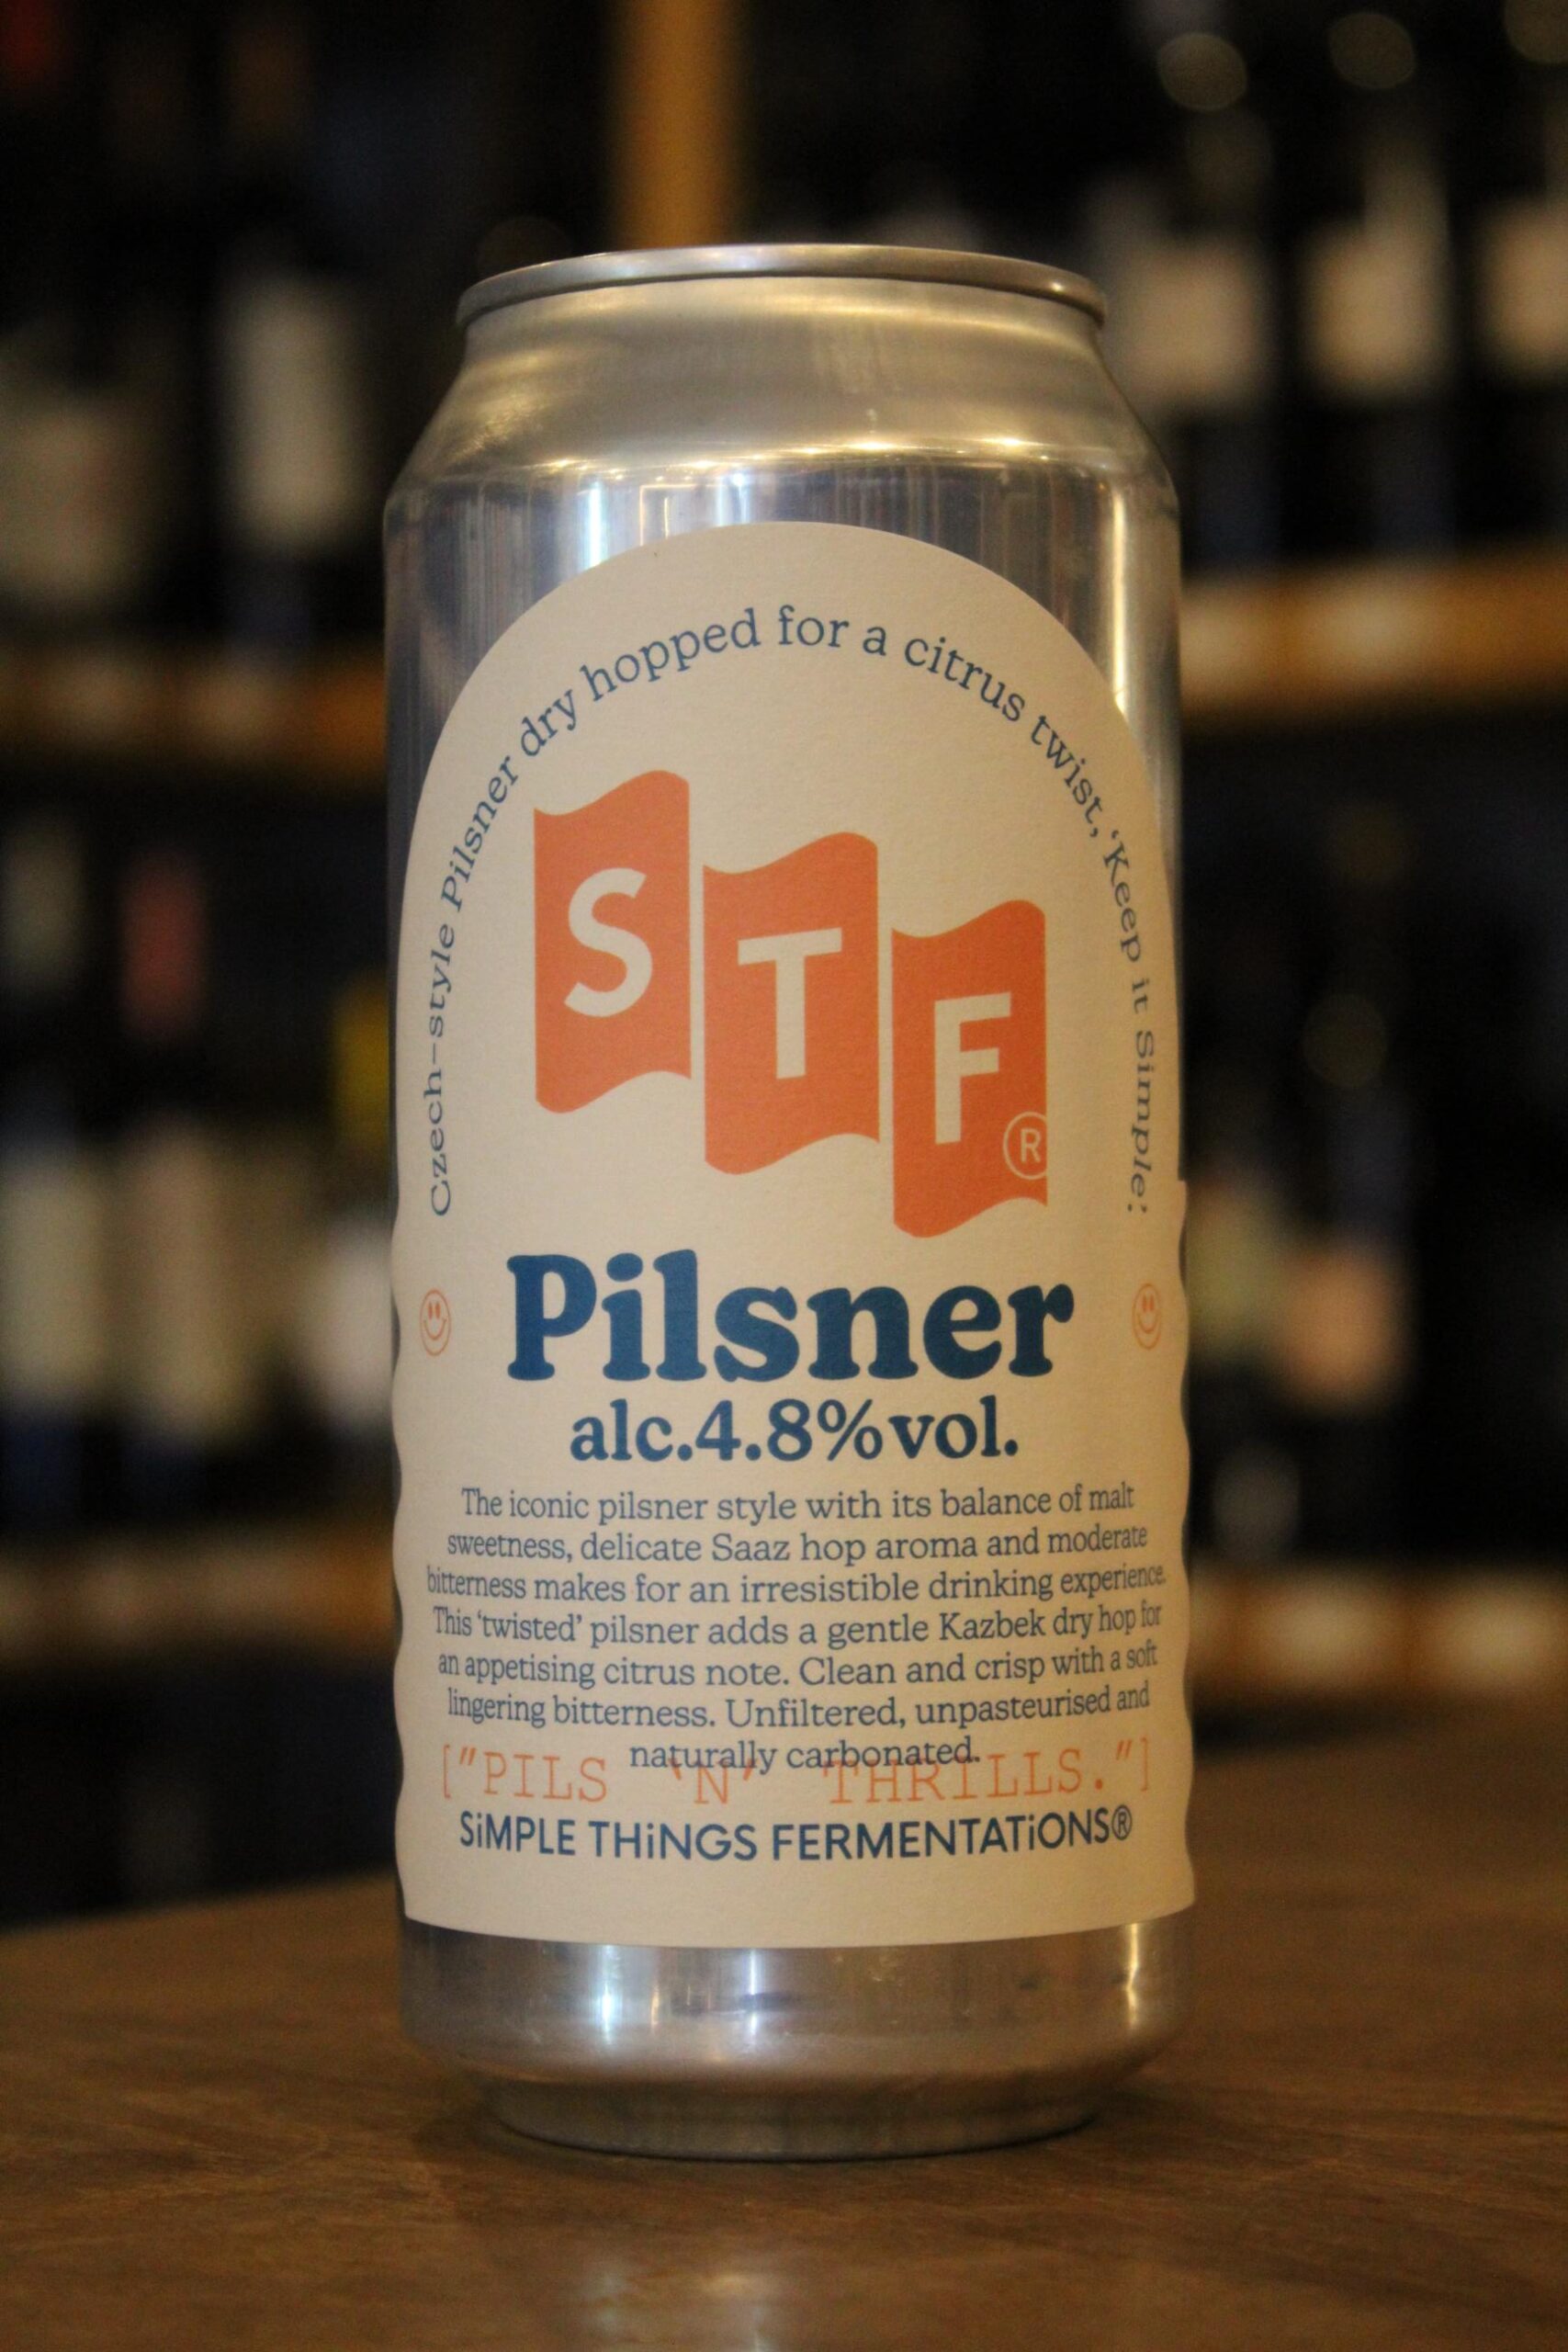 Czech-style Pilsner dry hopped for a citrus twist, 'Keep it Simple:
S T F ®
Pilsner
alc.4.8%vol.
The iconic pilsner style with its balance of malt
sweetness, delicate Saaz hop aroma and moderate
bitterness makes for an irresistible drinking experience.
This ‘twisted’ pilsner adds a gentle Kazbek dry hop for
an appetising citrus note. Clean and crisp with a soft
lingering bitterness. Unfiltered, unpasteurised and
naturally carbonated.
["PILS 'N' THRILLS."]
SiMPLE THiNGS FERMENTATiONS®